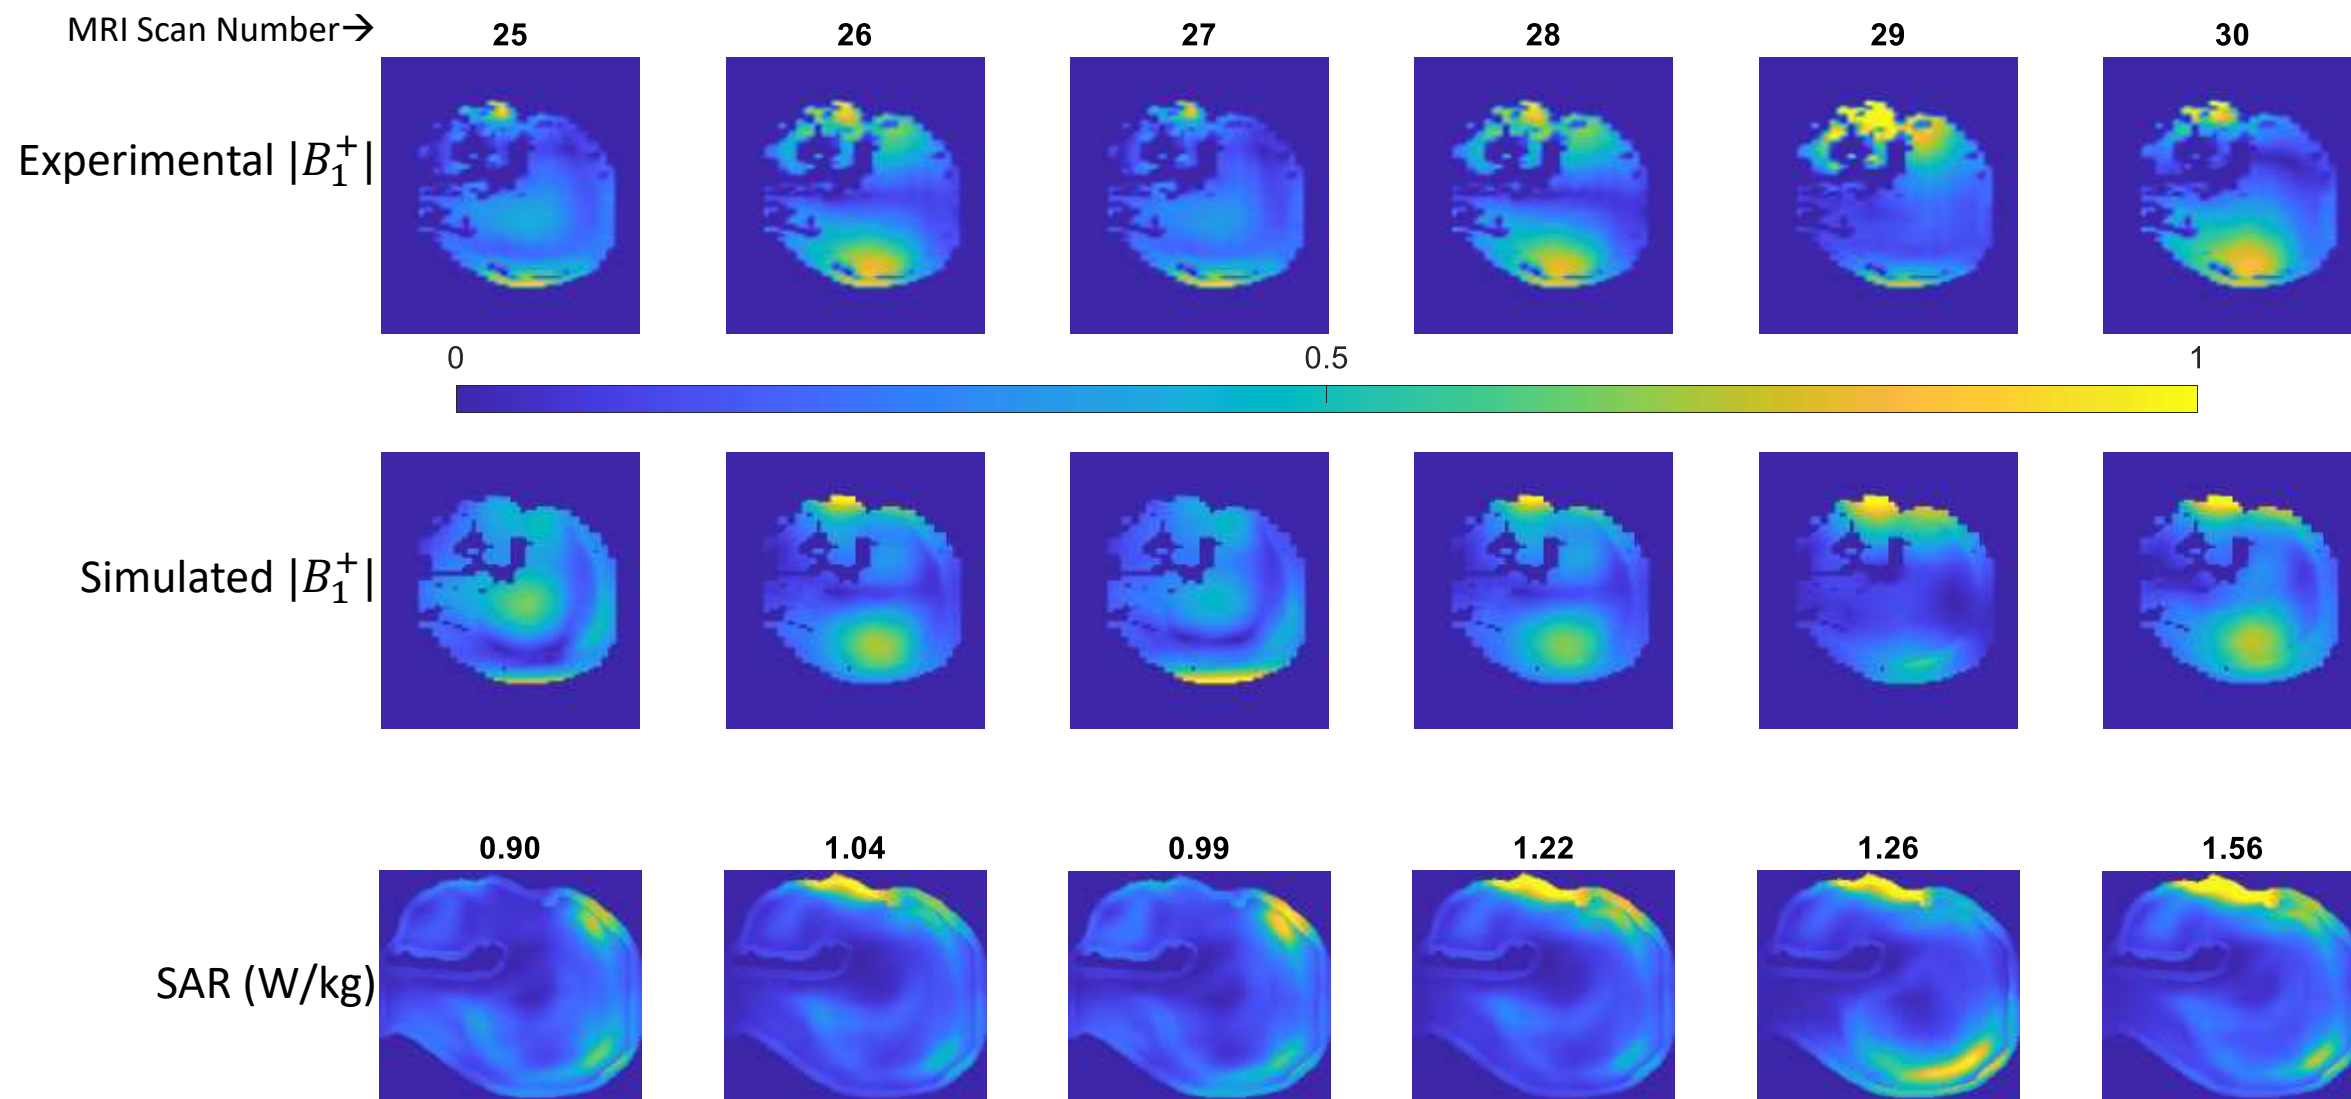 MRI Scan Number→ 25 26 27 28 29 30
Experimental |B₁⁺|
0 0.5 1
Simulated |B₁⁺|
0.90 1.04 0.99 1.22 1.26 1.56
SAR (W/kg)